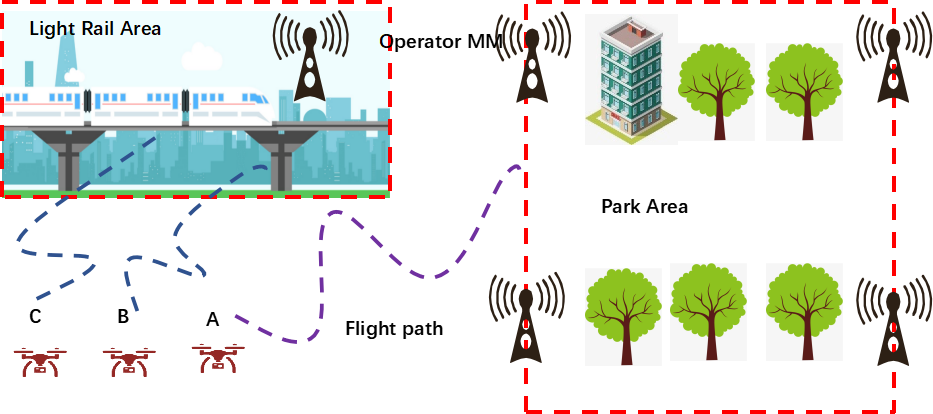 Light Rail Area
Operator MM
Park Area
C
B
A
Flight path